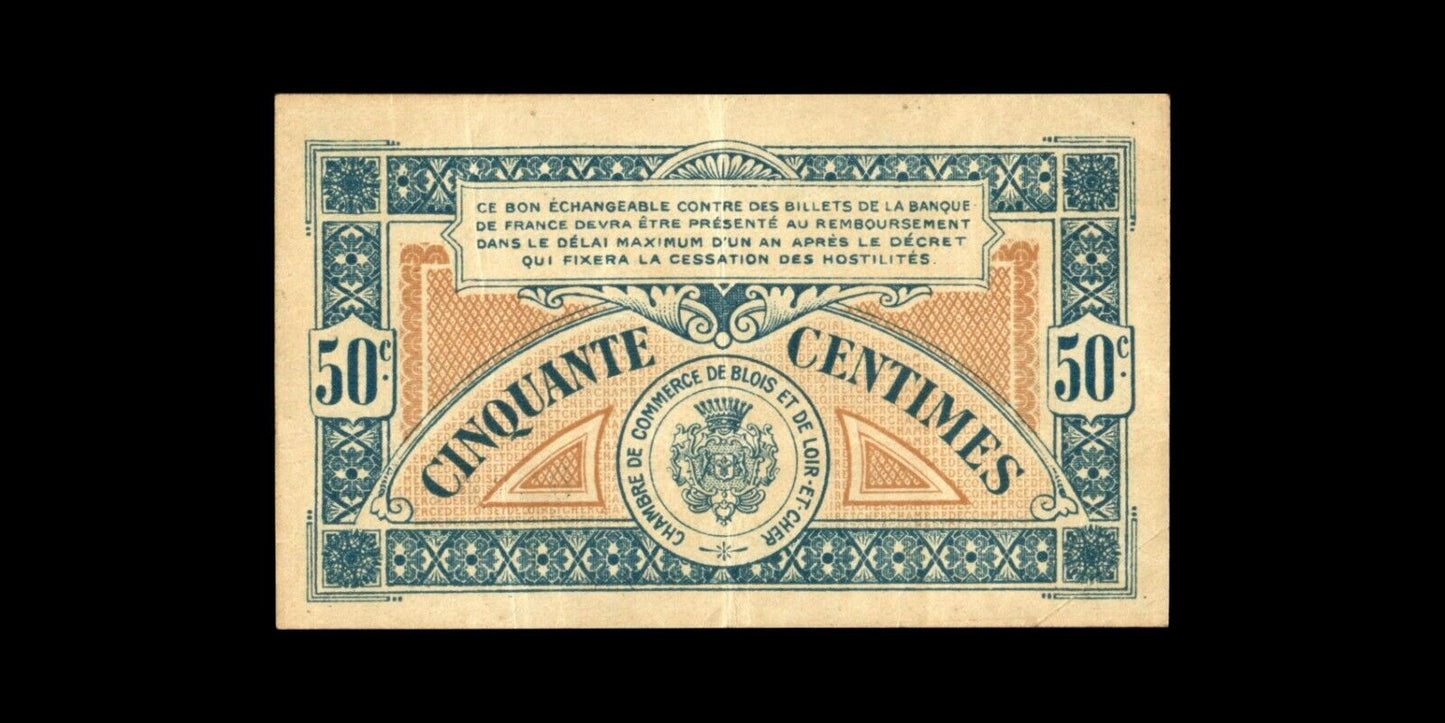 CE BON ÉCHANGEABLE CONTRE DES BILLETS DE LA BANQUE
DE FRANCE DEVRA ÊTRE PRÉSENTÉ AU REMBOURSEMENT
DANS LE DÉLAI MAXIMUM D'UN AN APRÈS LE DÉCRET
QUI FIXERA LA CESSATION DES HOSTILITÉS.
50c.
CINQUANTE CENTIMES
50c.
CHAMBRE DE COMMERCE DE BLOIS ET DE LOIR-ET-CHER